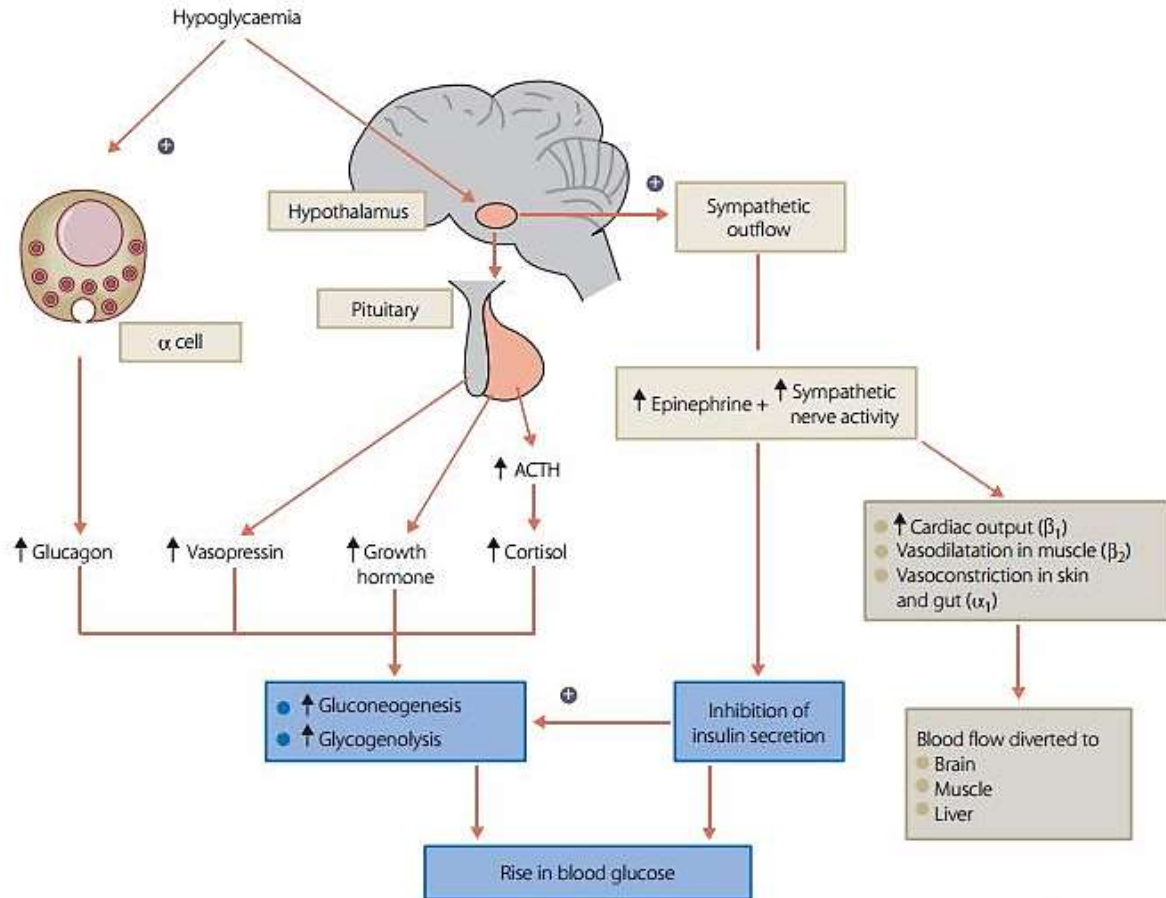 Hypoglycaemia
+
Hypothalamus
+
Sympathetic
outflow
Pituitary
α cell
↑ Epinephrine + ↑ Sympathetic
nerve activity
↑ ACTH
↑ Glucagon
↑ Vasopressin
↑ Growth
hormone
↑ Cortisol
↑ Cardiac output (β1)
Vasodilatation in muscle (β2)
Vasoconstriction in skin
and gut (α1)
↑ Gluconeogenesis
↑ Glycogenolysis
+
Inhibition of
insulin secretion
Blood flow diverted to
Brain
Muscle
Liver
Rise in blood glucose